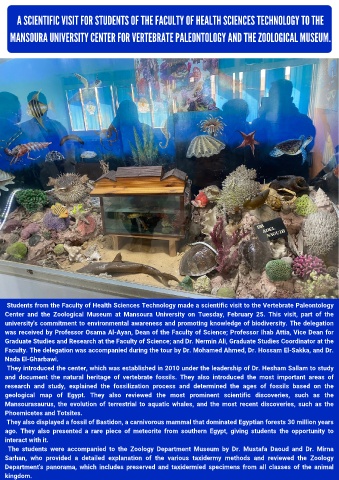 A SCIENTIFIC VISIT FOR STUDENTS OF THE FACULTY OF HEALTH SCIENCES TECHNOLOGY TO THE
MANSOURA UNIVERSITY CENTER FOR VERTEBRATE PALEONTOLOGY AND THE ZOOLOGICAL MUSEUM.
Students from the Faculty of Health Sciences Technology made a scientific visit to the Vertebrate Paleontology
Center and the Zoological Museum at Mansoura University on Tuesday, February 25. This visit, part of the
university's commitment to environmental awareness and promoting knowledge of biodiversity. The delegation
was received by Professor Osama Al-Ayan, Dean of the Faculty of Science; Professor Ihab Attia, Vice Dean for
Graduate Studies and Research at the Faculty of Science; and Dr. Nermin Ali, Graduate Studies Coordinator at the
Faculty. The delegation was accompanied during the tour by Dr. Mohamed Ahmed, Dr. Hossam El-Sakka, and Dr.
Nada El-Gharbawi.
They introduced the center, which was established in 2010 under the leadership of Dr. Hesham Sallam to study
and document the natural heritage of vertebrate fossils. They also introduced the most important areas of
research and study, explained the fossilization process and determined the ages of fossils based on the
geological map of Egypt. They also reviewed the most prominent scientific discoveries, such as the
Mansourasaurus, the evolution of terrestrial to aquatic whales, and the most recent discoveries, such as the
Phoernicetes and Totsites.
They also displayed a fossil of Bastidon, a carnivorous mammal that dominated Egyptian forests 30 million years
ago. They also presented a rare piece of meteorite from southern Egypt, giving students the opportunity to
interact with it.
The students were accompanied to the Zoology Department Museum by Dr. Mustafa Daoud and Dr. Mirna
Sarhan, who provided a detailed explanation of the various taxidermy methods and reviewed the Zoology
Department's panorama, which includes preserved and taxidermied specimens from all classes of the animal
kingdom.